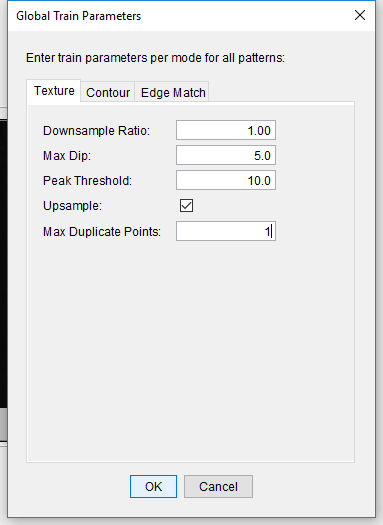 Global Train Parameters
Enter train parameters per mode for all patterns:
Texture Contour Edge Match
Downsample Ratio: 1.00
Max Dip: 5.0
Peak Threshold: 10.0
Upsample:
Max Duplicate Points: 1
OK Cancel